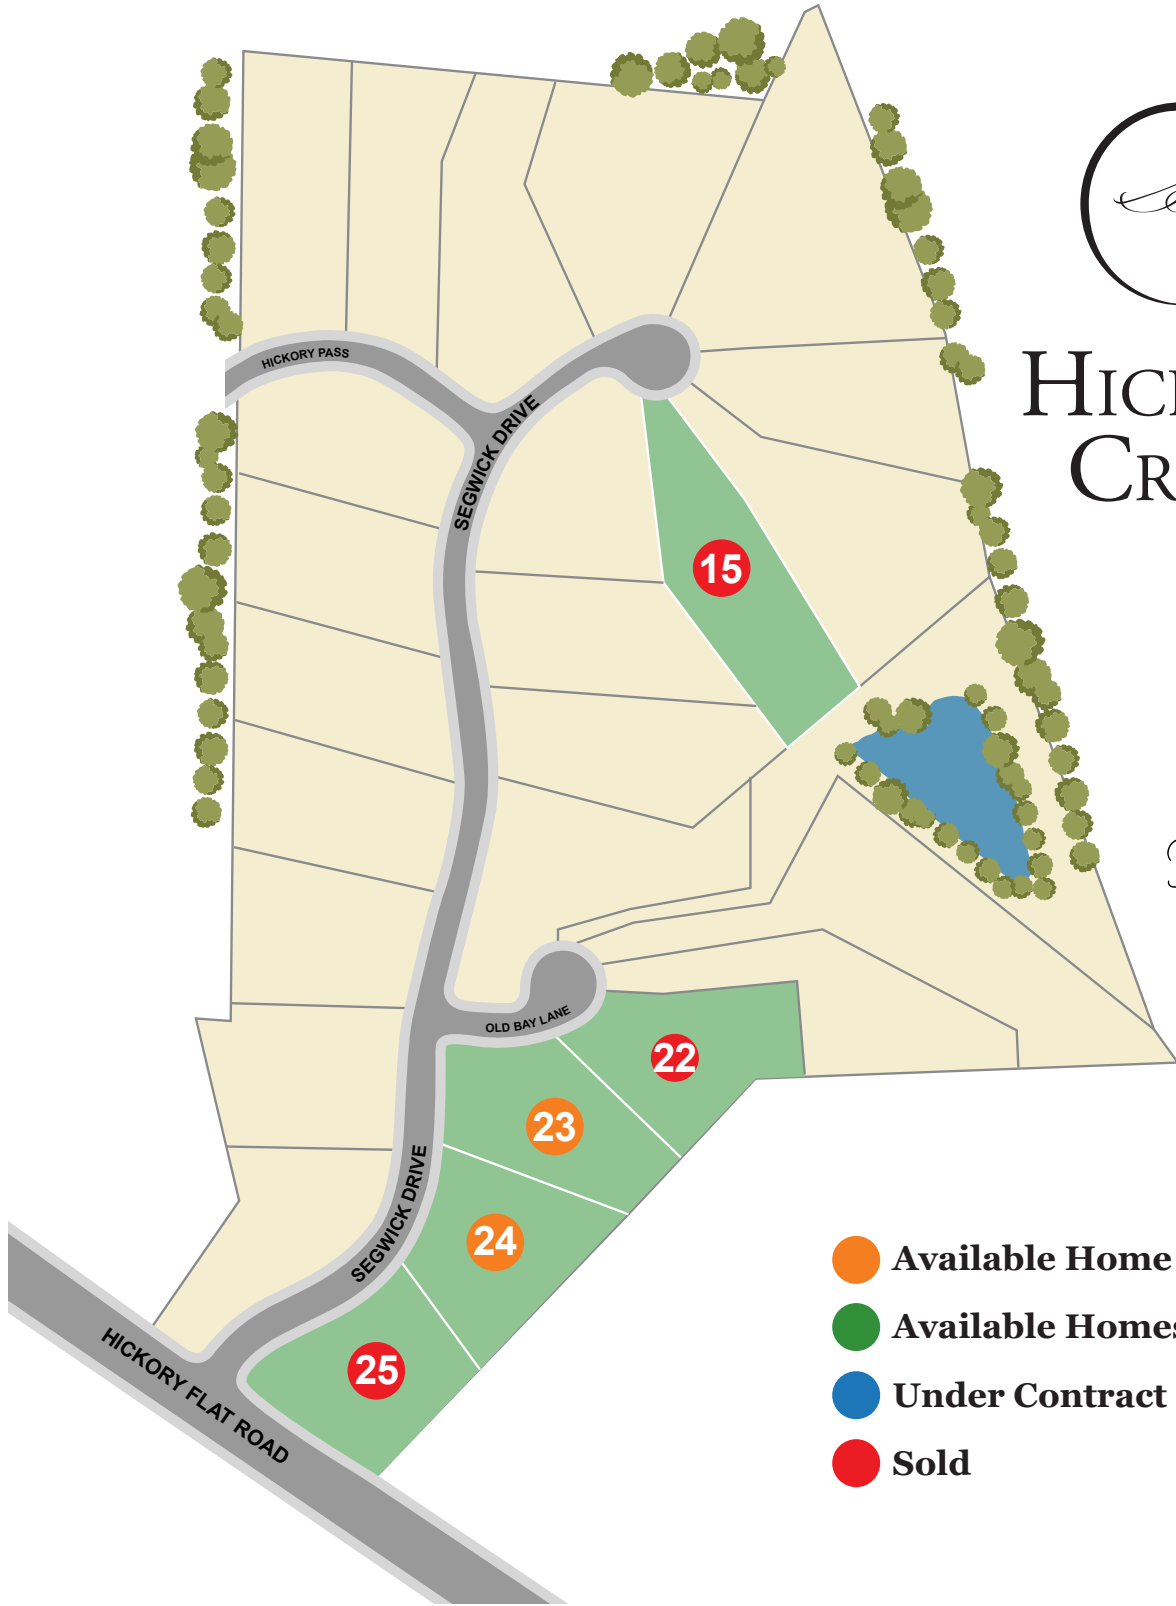 HICKORY PASS
SEGWICK DRIVE
15
OLD BAY LANE
22
23
24
SEGWICK DRIVE
25
HICKORY FLAT ROAD
HIC
CR
Available Home
Available Homes
Under Contract
Sold